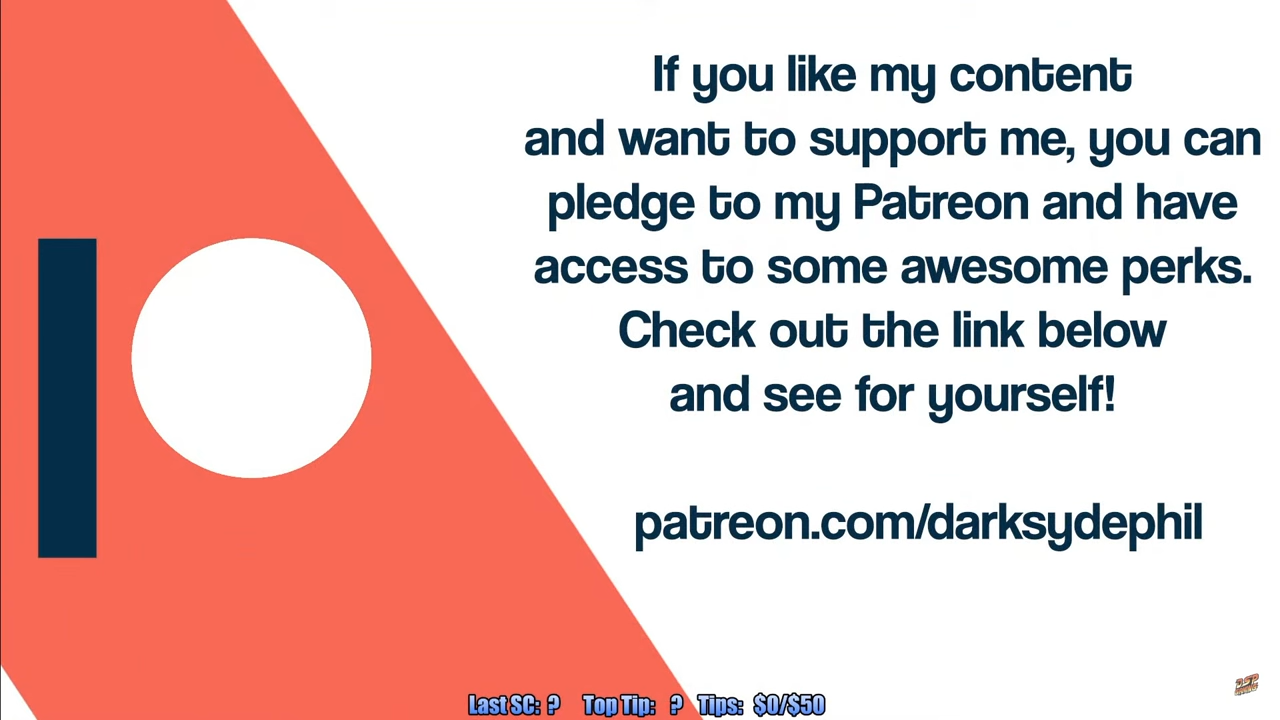 If you like my content
and want to support me, you can
pledge to my Patreon and have
access to some awesome perks.
Check out the link below
and see for yourself!
patreon.com/darksydephil
Last SC: ? Top Tip: ? Tips: $0/$50
DSP